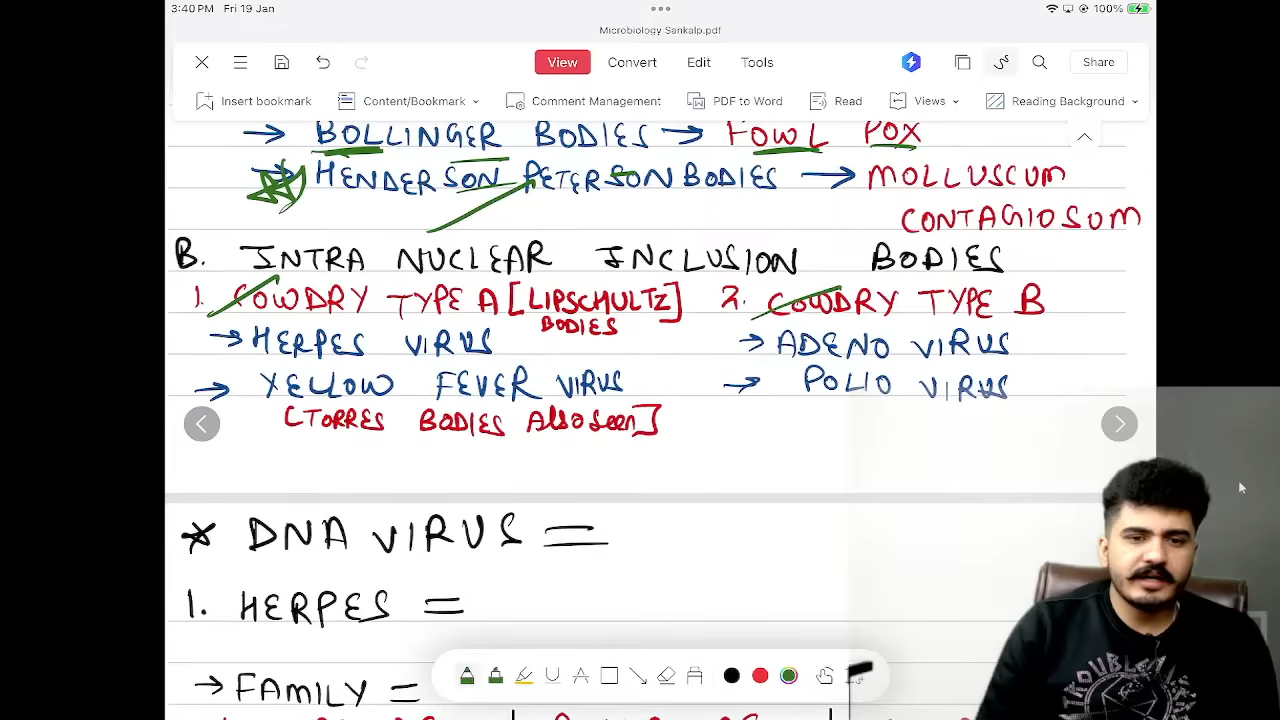 3:40 PM Fri 19 Jan
100%
Microbiology Sankalp.pdf
View Convert Edit Tools Share
Insert bookmark Content/Bookmark Comment Management PDF to Word Read Views Reading Background
→ BOLLINGER BODIES → FOWL POX
→ HENDERSON PETERSON BODIES → MOLLUSCUM
CONTAGIOSUM
B. INTRA NUCLEAR INCLUSION BODIES
1. COWDRY TYPE A [LIPSCHULTZ BODIES] 2. COWDRY TYPE B
→ HERPES VIRUS → ADENO VIRUS
→ YELLOW FEVER VIRUS → POLIO VIRUS
[TORRES BODIES Also seen]
* DNA VIRUS =
1. HERPES =
→ FAMILY =
TROUBLEM